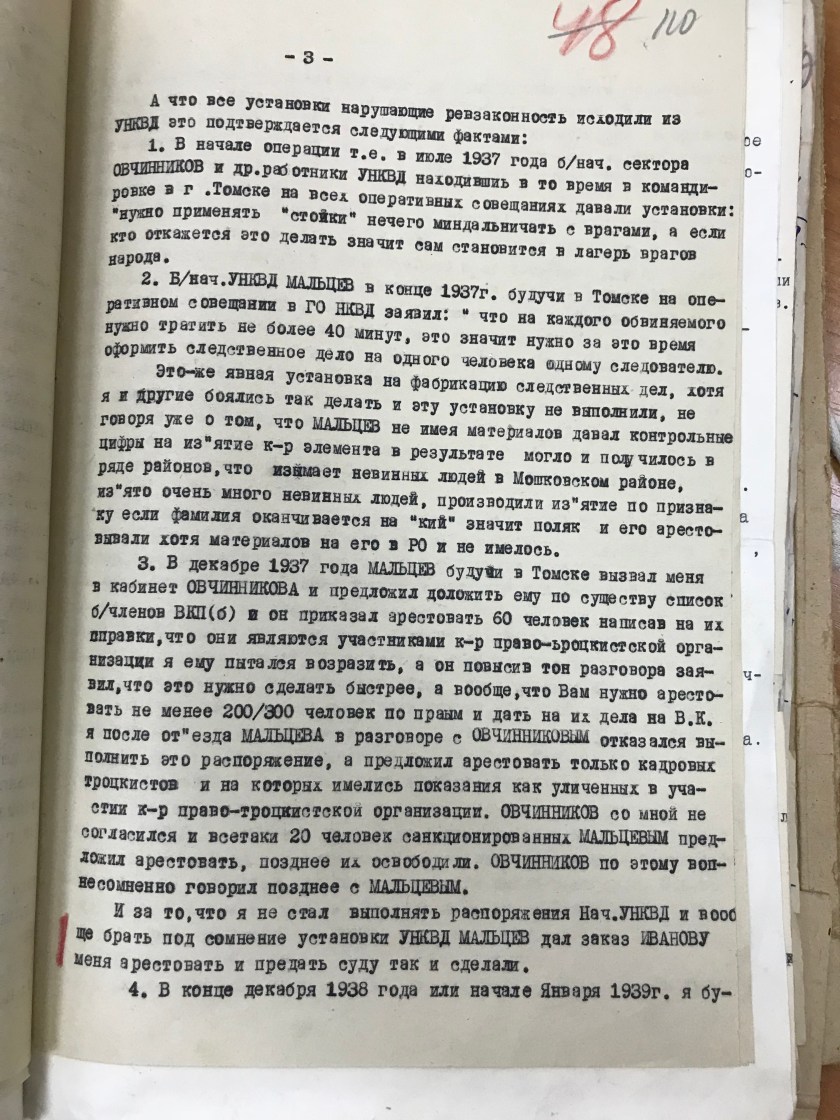 48 110
- 3 -
А что все установки нарушающие ревзаконность исходили из
УНКВД это подтверждается следующими фактами:
1. В начале операции т.е. в июле 1937 года б/нач. сектора
ОВЧИННИКОВ и др.работники УНКВД находившиь в то время в команди-
ровке в г .Томске на всех оперативных совещаниях давали установки:
"нужно применять "стойки" нечего миндальничать с врагами, а если
кто откажется это делать значит сам становится в лагерь врагов
народа.
2. Б/нач.УНКВД МАЛЬЦЕВ в конце 1937г. будучи в Томске на опе-
ративном совещании в ГО НКВД заявил: " что на каждого обвиняемого
нужно тратить не более 40 минут, это значит нужно за это время
оформить следственное дело на одного человека одному следователю.
Это-же явная установка на фабрикацию следственных дел, хотя
я и другие боялись так делать и эту установку не выполнили, не
говоря уже о том, что МАЛЬЦЕВ не имея материалов давал контрольные
цифры на из"ятие к-р элемента в результате могло и получилось в
ряде районов,что изымает невинных людей в Мошковском районе,
из"ято очень много невинных людей, производили из"ятие по призна-
ку если фамилия оканчивается на "кий" значит поляк и его аресто-
вывали хотя материалов на его в РО и не имелось.
3. В декабре 1937 года МАЛЬЦЕВ будучи в Томске вызвал меня
в кабинет ОВЧИННИКОВА и предложил доложить ему по существу список
б/членов ВКП(б) и он приказал арестовать 60 человек написав на их
справки,что они являются участниками к-р право-ьроцкистской орга-
низации я ему пытался возразить, а он повысив тон разговора зая-
вил,что это нужно сделать быстрее, а вообще,что Вам нужно аресто-
вать не менее 200/300 человек по праым и дать на их дела на В.К.
я после от"езда МАЛЬЦЕВА в разговоре с ОВЧИННИКОВЫМ отказался вы-
полнить это распоряжение, а предложил арестовать только кадровых
троцкистов и на которых имелись показания как уличенных в уча-
стии к-р право-троцкистской организации. ОВЧИННИКОВ со мной не
согласился и всетаки 20 человек санкционированных МАЛЬЦЕВЫМ пред-
ложил арестовать, позднее их освободили. ОВЧИННИКОВ по этому воп-
несомненно говорил позднее с МАЛЬЦЕВЫМ.
И за то,что я не стал выполнять распоряжения Нач.УНКВД и вооб
ще брать под сомнение установки УНКВД МАЛЬЦЕВ дал заказ ИВАНОВУ
меня арестовать и предать суду так и сделали.
4. В конце декабря 1938 года или начале Января 1939г. я бу-